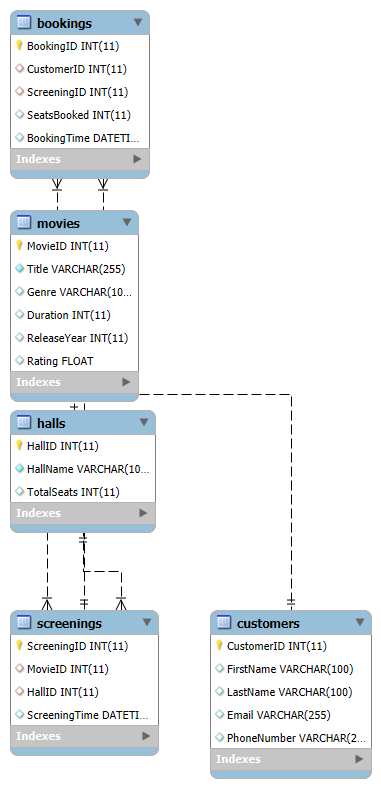 bookings
BookingID INT(11)
CustomerID INT(11)
ScreeningID INT(11)
SeatsBooked INT(11)
BookingTime DATETI...
Indexes
movies
MovieID INT(11)
Title VARCHAR(255)
Genre VARCHAR(10...
Duration INT(11)
ReleaseYear INT(11)
Rating FLOAT
Indexes
halls
HallID INT(11)
HallName VARCHAR(10...
TotalSeats INT(11)
Indexes
screenings
ScreeningID INT(11)
MovieID INT(11)
HallID INT(11)
ScreeningTime DATETI...
Indexes
customers
CustomerID INT(11)
FirstName VARCHAR(100)
LastName VARCHAR(100)
Email VARCHAR(255)
PhoneNumber VARCHAR(2...
Indexes